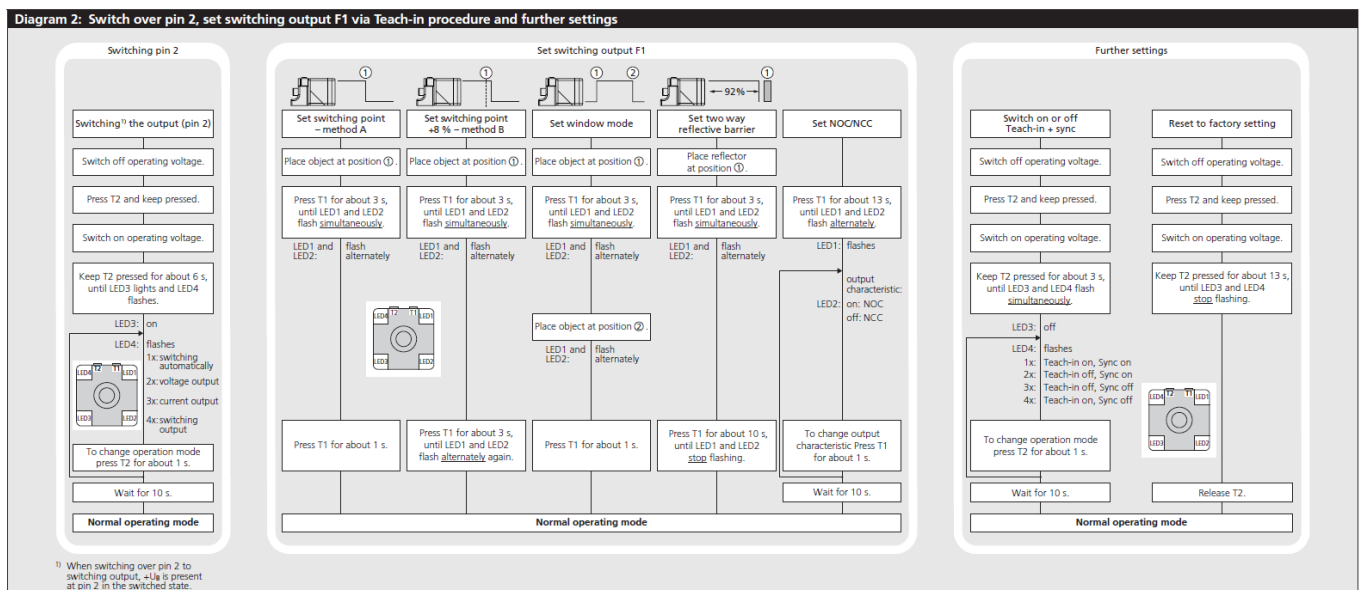 Diagram 2: Switch over pin 2, set switching output F1 via Teach-in procedure and further settings
Switching pin 2
Switching¹⁾ the output (pin 2)
Switch off operating voltage.
Press T2 and keep pressed.
Switch on operating voltage.
Keep T2 pressed for about 6 s,
until LED3 lights and LED4
flashes.
LED3: on
LED4: flashes
1x: switching
automatically
2x: voltage output
3x: current output
4x: switching
output
LED4 T2 T1 LED1
LED3 LED2
To change operation mode
press T2 for about 1 s.
Wait for 10 s.
Normal operating mode
¹⁾ When switching over pin 2 to
switching output, +UB is present
at pin 2 in the switched state.
Set switching output F1
①
Set switching point
– method A
Place object at position ①.
Press T1 for about 3 s,
until LED1 and LED2
flash simultaneously.
LED1 and flash
LED2: alternately
Press T1 for about 1 s.
①
Set switching point
+8 % – method B
Place object at position ①.
Press T1 for about 3 s,
until LED1 and LED2
flash simultaneously.
LED1 and flash
LED2: alternately
LED4 T2 T1 LED1
LED3 LED2
Press T1 for about 3 s,
until LED1 and LED2
flash alternately again.
① ②
Set window mode
Place object at position ①.
Press T1 for about 3 s,
until LED1 and LED2
flash simultaneously.
LED1 and flash
LED2: alternately
Place object at position ②.
LED1 and flash
LED2: alternately
Press T1 for about 1 s.
①
92%
Set two way
reflective barrier
Place reflector
at position ①.
Press T1 for about 3 s,
until LED1 and LED2
flash simultaneously.
LED1 and flash
LED2: alternately
Press T1 for about 10 s,
until LED1 and LED2
stop flashing.
Set NOC/NCC
Press T1 for about 13 s,
until LED1 and LED2
flash alternately.
LED1: flashes
output
characteristic:
LED2: on: NOC
off: NCC
To change output
characteristic Press T1
for about 1 s.
Wait for 10 s.
Normal operating mode
Further settings
Switch on or off
Teach-in + sync
Switch off operating voltage.
Press T2 and keep pressed.
Switch on operating voltage.
Keep T2 pressed for about 3 s,
until LED3 and LED4 flash
simultaneously.
LED3: off
LED4: flashes
1x: Teach-in on, Sync on
2x: Teach-in off, Sync on
3x: Teach-in off, Sync off
4x: Teach-in on, Sync off
To change operation mode
press T2 for about 1 s.
Wait for 10 s.
Reset to factory setting
Switch off operating voltage.
Press T2 and keep pressed.
Switch on operating voltage.
Keep T2 pressed for about 13 s,
until LED3 and LED4
stop flashing.
LED4 T2 T1 LED1
LED3 LED2
Release T2.
Normal operating mode